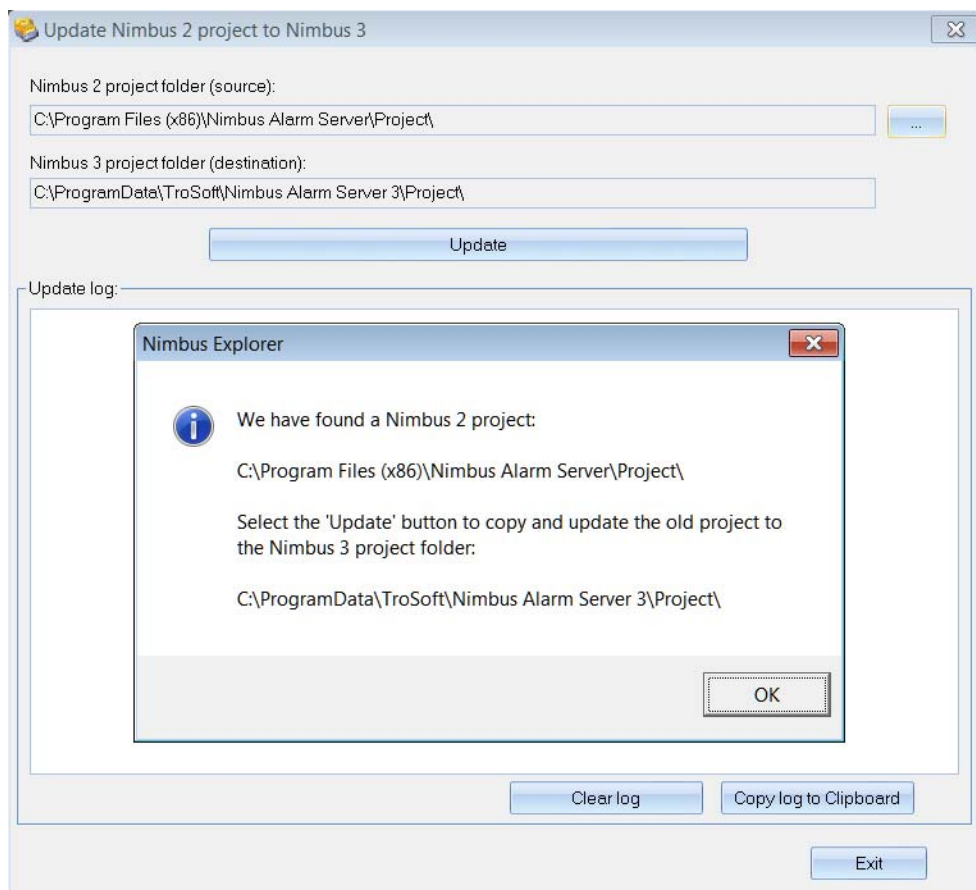 Update Nimbus 2 project to Nimbus 3
Nimbus 2 project folder (source):
C:\Program Files (x86)\Nimbus Alarm Server\Project\
...
Nimbus 3 project folder (destination):
C:\ProgramData\TroSoft\Nimbus Alarm Server 3\Project\
Update
Update log:
Nimbus Explorer
We have found a Nimbus 2 project:
C:\Program Files (x86)\Nimbus Alarm Server\Project\
Select the 'Update' button to copy and update the old project to
the Nimbus 3 project folder:
C:\ProgramData\TroSoft\Nimbus Alarm Server 3\Project\
OK
Clear log
Copy log to Clipboard
Exit